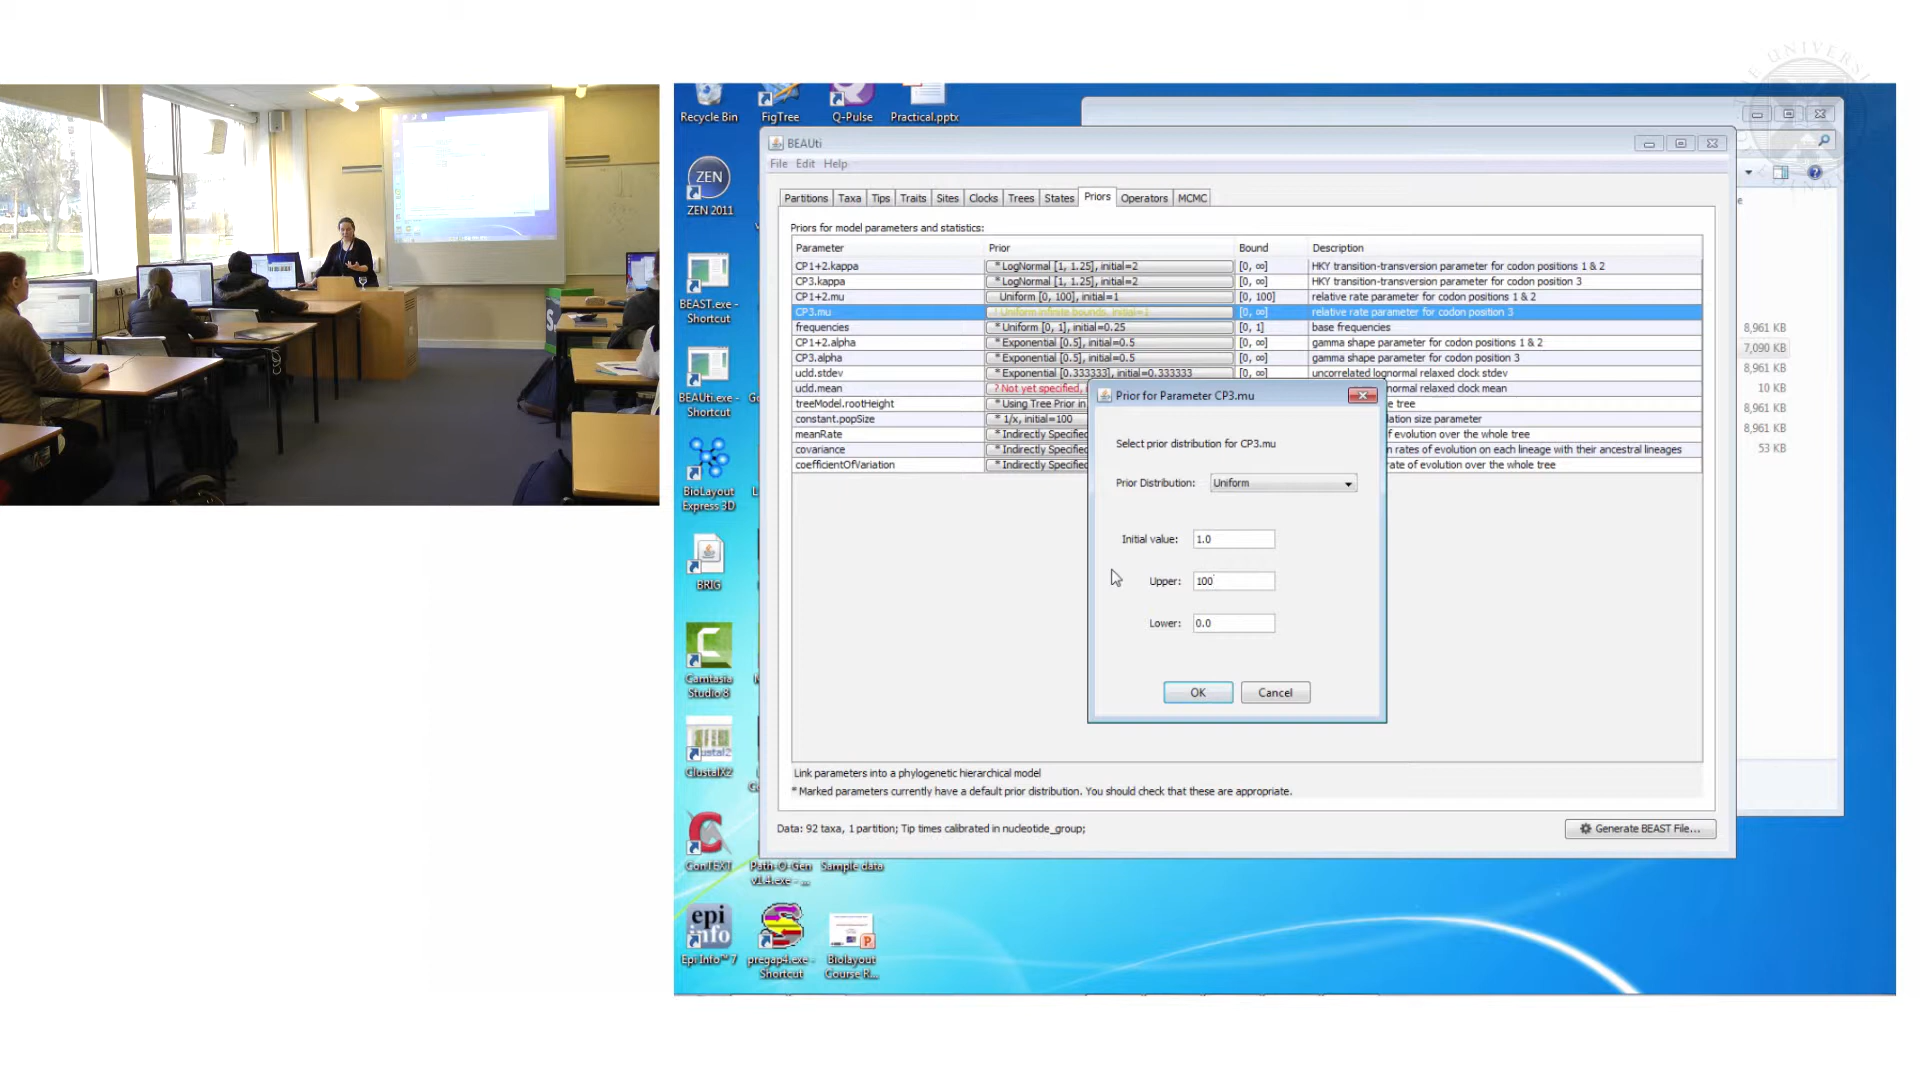 Recycle Bin
FigTree
Q-Pulse
Practical.pptx
ZEN
ZEN 2011
BEAST.exe -
Shortcut
BEAUti.exe -
Shortcut
BioLayout
Express 3D
BRIG
Camtasia
Studio 8
ClustalX2
ConTEXT
Path-O-Gen
v1.4.exe - ...
Sample data
epi
info
Epi Info™ 7
pregap4.exe -
Shortcut
Biolayout
Course R...
BEAUti
File Edit Help
Partitions Taxa Tips Traits Sites Clocks Trees States Priors Operators MCMC
Priors for model parameters and statistics:
Parameter Prior Bound Description
CP1+2.kappa * LogNormal [1, 1.25], initial=2 [0, ∞] HKY transition-transversion parameter for codon positions 1 & 2
CP3.kappa * LogNormal [1, 1.25], initial=2 [0, ∞] HKY transition-transversion parameter for codon position 3
CP1+2.mu Uniform [0, 100], initial=1 [0, 100] relative rate parameter for codon positions 1 & 2
CP3.mu ! Uniform infinite bounds, initial=1 [0, ∞] relative rate parameter for codon position 3
frequencies * Uniform [0, 1], initial=0.25 [0, 1] base frequencies
CP1+2.alpha * Exponential [0.5], initial=0.5 [0, ∞] gamma shape parameter for codon positions 1 & 2
CP3.alpha * Exponential [0.5], initial=0.5 [0, ∞] gamma shape parameter for codon position 3
ucld.stdev * Exponential [0.333333], initial=0.333333 [0, ∞] uncorrelated lognormal relaxed clock stdev
ucld.mean ? Not yet specified, normal relaxed clock mean
treeModel.rootHeight * Using Tree Prior in e tree
constant.popSize * 1/x, initial=100 lation size parameter
meanRate * Indirectly Specified f evolution over the whole tree
covariance * Indirectly Specified n rates of evolution on each lineage with their ancestral lineages
coefficientOfVariation * Indirectly Specified rate of evolution over the whole tree
Prior for Parameter CP3.mu
Select prior distribution for CP3.mu
Prior Distribution: Uniform
Initial value: 1.0
Upper: 100
Lower: 0.0
OK Cancel
Link parameters into a phylogenetic hierarchical model
* Marked parameters currently have a default prior distribution. You should check that these are appropriate.
Data: 92 taxa, 1 partition; Tip times calibrated in nucleotide_group;
Generate BEAST File...
8,961 KB
7,090 KB
8,961 KB
10 KB
8,961 KB
8,961 KB
53 KB